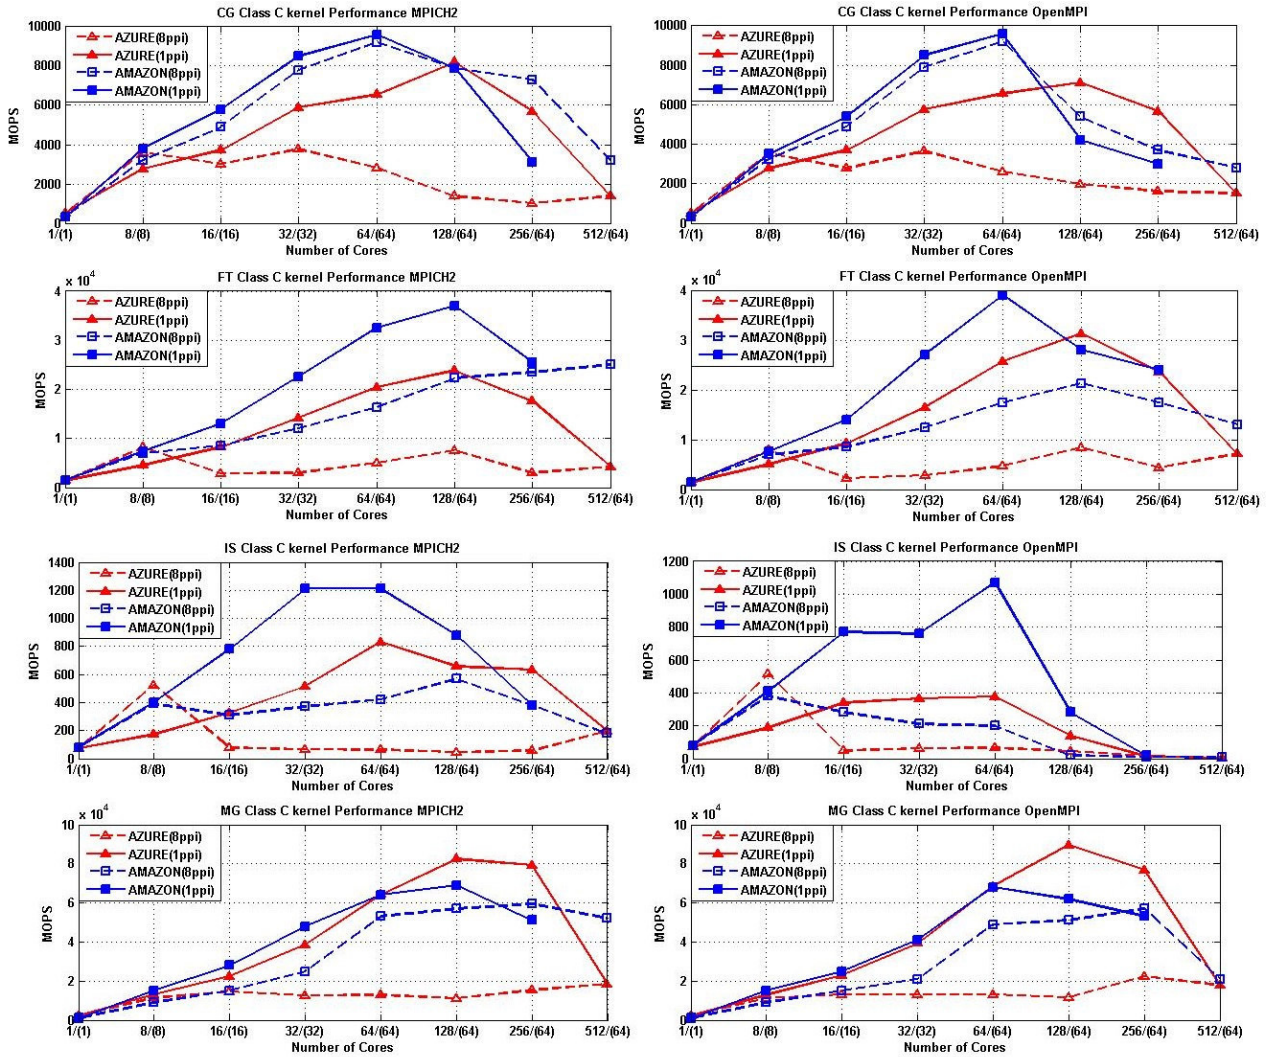 CG Class C kernel Performance MPICH2
10000
8000
6000
4000
2000
0
MOPS
AZURE(8ppi)
AZURE(1ppi)
AMAZON(8ppi)
AMAZON(1ppi)
1/(1) 8/(8) 16/(16) 32/(32) 64/(64) 128/(64) 256/(64) 512/(64)
Number of Cores
CG Class C kernel Performance OpenMPI
10000
8000
6000
4000
2000
0
MOPS
AZURE(8ppi)
AZURE(1ppi)
AMAZON(8ppi)
AMAZON(1ppi)
1/(1) 8/(8) 16/(16) 32/(32) 64/(64) 128/(64) 256/(64) 512/(64)
Number of Cores
FT Class C kernel Performance MPICH2
x 10^4
4
3
2
1
0
MOPS
AZURE(8ppi)
AZURE(1ppi)
AMAZON(8ppi)
AMAZON(1ppi)
1/(1) 8/(8) 16/(16) 32/(32) 64/(64) 128/(64) 256/(64) 512/(64)
Number of Cores
FT Class C kernel Performance OpenMPI
x 10^4
4
3
2
1
0
MOPS
AZURE(8ppi)
AZURE(1ppi)
AMAZON(8ppi)
AMAZON(1ppi)
1/(1) 8/(8) 16/(16) 32/(32) 64/(64) 128/(64) 256/(64) 512/(64)
Number of Cores
IS Class C kernel Performance MPICH2
1400
1200
1000
800
600
400
200
0
MOPS
AZURE(8ppi)
AZURE(1ppi)
AMAZON(8ppi)
AMAZON(1ppi)
1/(1) 8/(8) 16/(16) 32/(32) 64/(64) 128/(64) 256/(64) 512/(64)
Number of Cores
IS Class C kernel Performance OpenMPI
1200
1000
800
600
400
200
0
MOPS
AZURE(8ppi)
AZURE(1ppi)
AMAZON(8ppi)
AMAZON(1ppi)
1/(1) 8/(8) 16/(16) 32/(32) 64/(64) 128/(64) 256/(64) 512/(64)
Number of Cores
MG Class C kernel Performance MPICH2
x 10^4
10
8
6
4
2
0
MOPS
AZURE(8ppi)
AZURE(1ppi)
AMAZON(8ppi)
AMAZON(1ppi)
1/(1) 8/(8) 16/(16) 32/(32) 64/(64) 128/(64) 256/(64) 512/(64)
Number of Cores
MG Class C kernel Performance OpenMPI
x 10^4
10
8
6
4
2
0
MOPS
AZURE(8ppi)
AZURE(1ppi)
AMAZON(8ppi)
AMAZON(1ppi)
1/(1) 8/(8) 16/(16) 32/(32) 64/(64) 128/(64) 256/(64) 512/(64)
Number of Cores